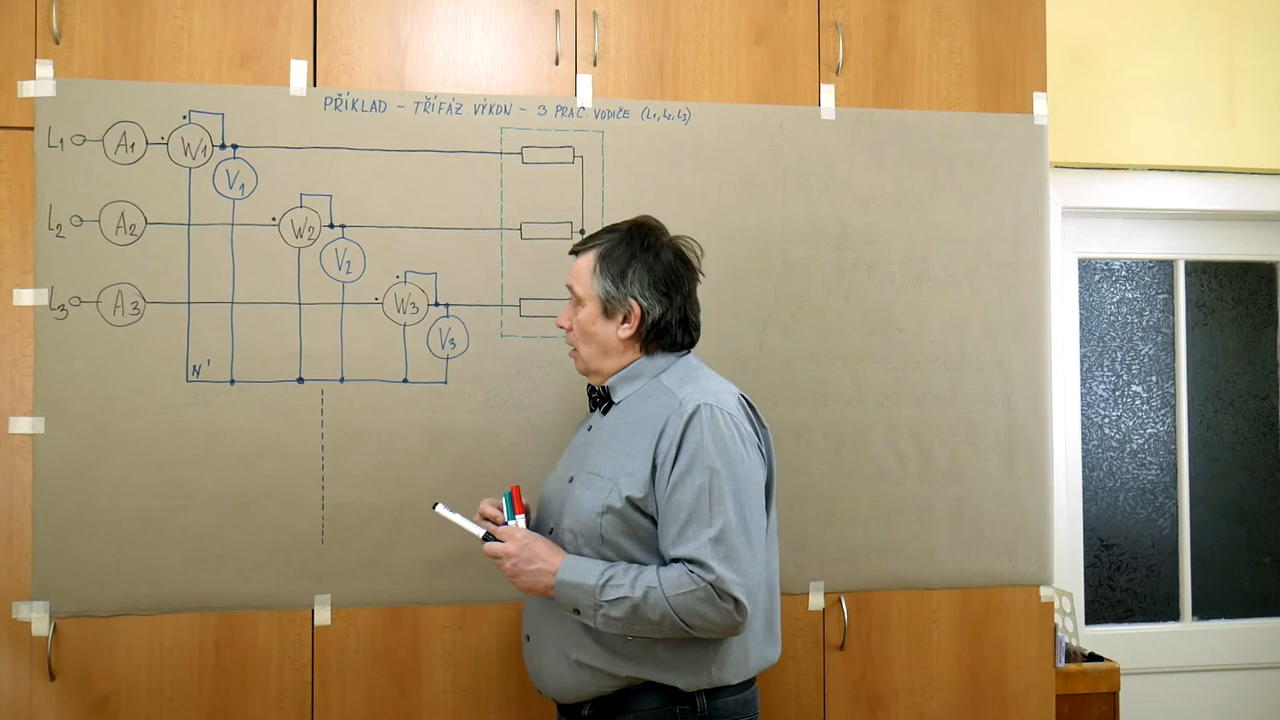 PŘÍKLAD - TŘÍFÁZ. VÝKON - 3 PRAC. VODIČE (L1, L2, L3)
L1 A1 W1
V1
L2 A2 W2
V2
L3 A3 W3
V3
N'